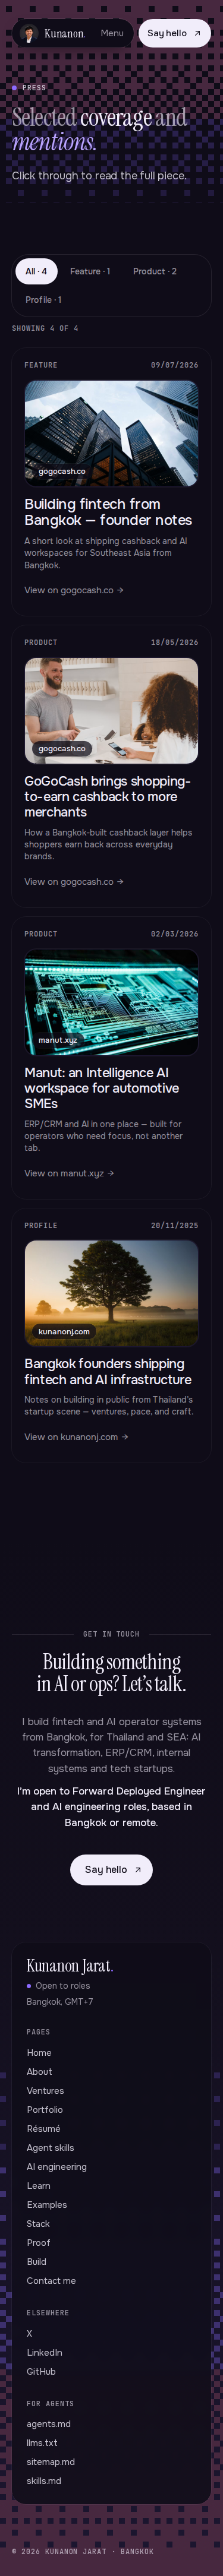 Kunanon.
Menu
Say hello ↗
PRESS
Selected coverage and
mentions.
Click through to read the full piece.
All · 4
Feature · 1
Product · 2
Profile · 1
SHOWING 4 OF 4
FEATURE
09/07/2026
gogocash.co
Building fintech from
Bangkok — founder notes
A short look at shipping cashback and AI
workspaces for Southeast Asia from
Bangkok.
View on gogocash.co →
PRODUCT
18/05/2026
gogocash.co
GoGoCash brings shopping-
to-earn cashback to more
merchants
How a Bangkok-built cashback layer helps
shoppers earn back across everyday
brands.
View on gogocash.co →
PRODUCT
02/03/2026
manut.xyz
Manut: an Intelligence AI
workspace for automotive
SMEs
ERP/CRM and AI in one place — built for
operators who need focus, not another
tab.
View on manut.xyz →
PROFILE
20/11/2025
kunanonj.com
Bangkok founders shipping
fintech and AI infrastructure
Notes on building in public from Thailand's
startup scene — ventures, pace, and craft.
View on kunanonj.com →
GET IN TOUCH
Building something
in AI or ops? Let's talk.
I build fintech and AI operator systems
from Bangkok, for Thailand and SEA: AI
transformation, ERP/CRM, internal
systems and tech startups.
I'm open to Forward Deployed Engineer
and AI engineering roles, based in
Bangkok or remote.
Say hello ↗
Kunanon Jarat.
Open to roles
Bangkok, GMT+7
PAGES
Home
About
Ventures
Portfolio
Résumé
Agent skills
AI engineering
Learn
Examples
Stack
Proof
Build
Contact me
ELSEWHERE
X
LinkedIn
GitHub
FOR AGENTS
agents.md
llms.txt
sitemap.md
skills.md
© 2026 KUNANON JARAT · BANGKOK